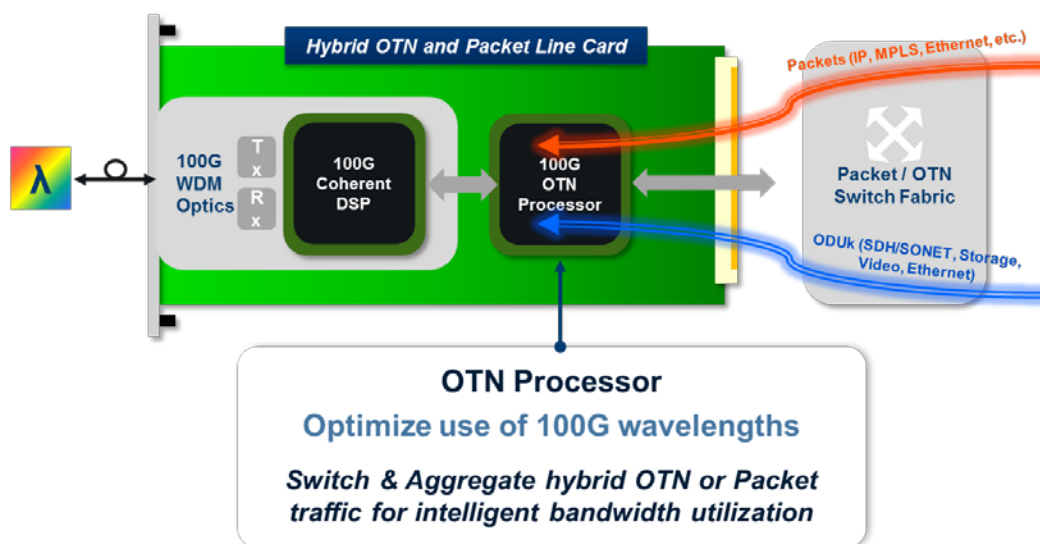 Hybrid OTN and Packet Line Card
Packets (IP, MPLS, Ethernet, etc.)
λ
100G
WDM
Optics
T
x
R
x
100G
Coherent
DSP
100G
OTN
Processor
Packet / OTN
Switch Fabric
ODUk (SDH/SONET, Storage,
Video, Ethernet)
OTN Processor
Optimize use of 100G wavelengths
Switch & Aggregate hybrid OTN or Packet
traffic for intelligent bandwidth utilization